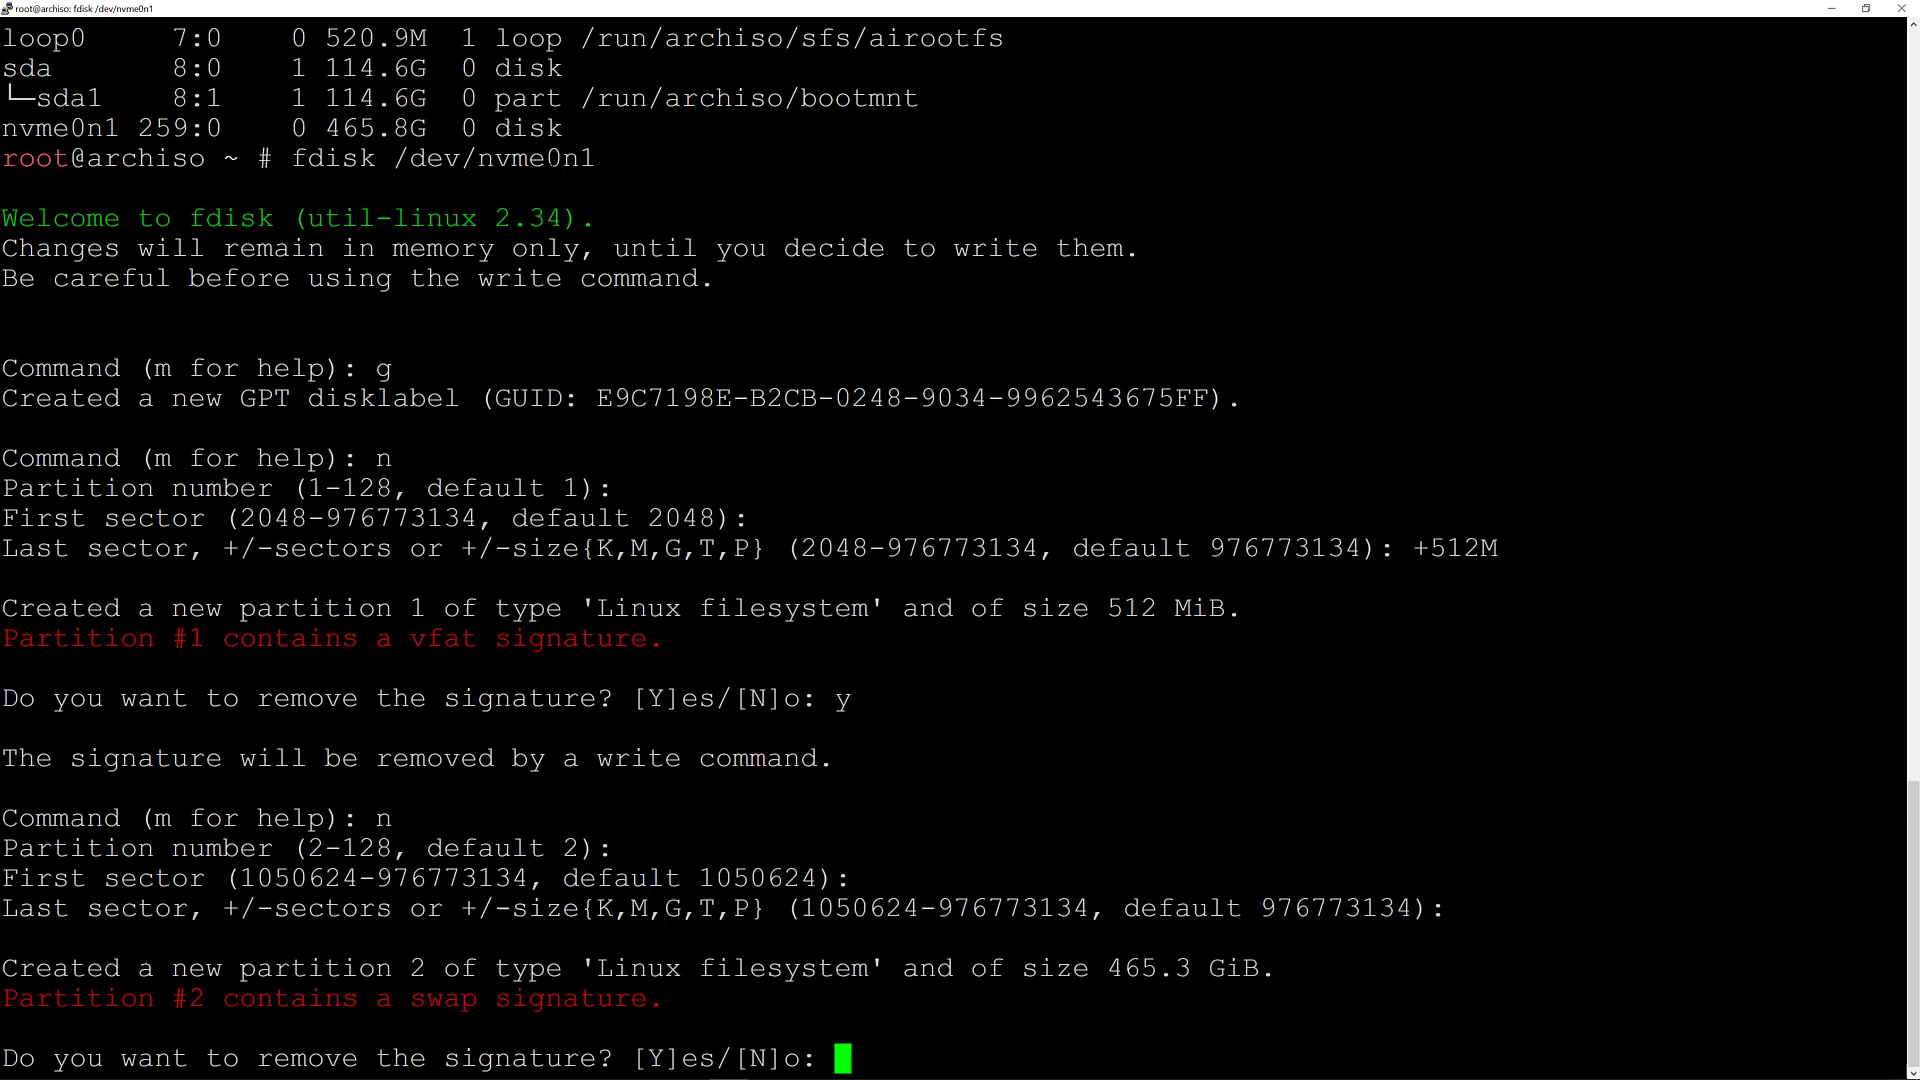 root@archiso: fdisk /dev/nvme0n1
loop0     7:0    0 520.9M  1 loop /run/archiso/sfs/airootfs
sda       8:0    1 114.6G  0 disk
└─sda1    8:1    1 114.6G  0 part /run/archiso/bootmnt
nvme0n1 259:0    0 465.8G  0 disk
root@archiso ~ # fdisk /dev/nvme0n1
Welcome to fdisk (util-linux 2.34).
Changes will remain in memory only, until you decide to write them.
Be careful before using the write command.
Command (m for help): g
Created a new GPT disklabel (GUID: E9C7198E-B2CB-0248-9034-9962543675FF).
Command (m for help): n
Partition number (1-128, default 1):
First sector (2048-976773134, default 2048):
Last sector, +/-sectors or +/-size{K,M,G,T,P} (2048-976773134, default 976773134): +512M
Created a new partition 1 of type 'Linux filesystem' and of size 512 MiB.
Partition #1 contains a vfat signature.
Do you want to remove the signature? [Y]es/[N]o: y
The signature will be removed by a write command.
Command (m for help): n
Partition number (2-128, default 2):
First sector (1050624-976773134, default 1050624):
Last sector, +/-sectors or +/-size{K,M,G,T,P} (1050624-976773134, default 976773134):
Created a new partition 2 of type 'Linux filesystem' and of size 465.3 GiB.
Partition #2 contains a swap signature.
Do you want to remove the signature? [Y]es/[N]o: